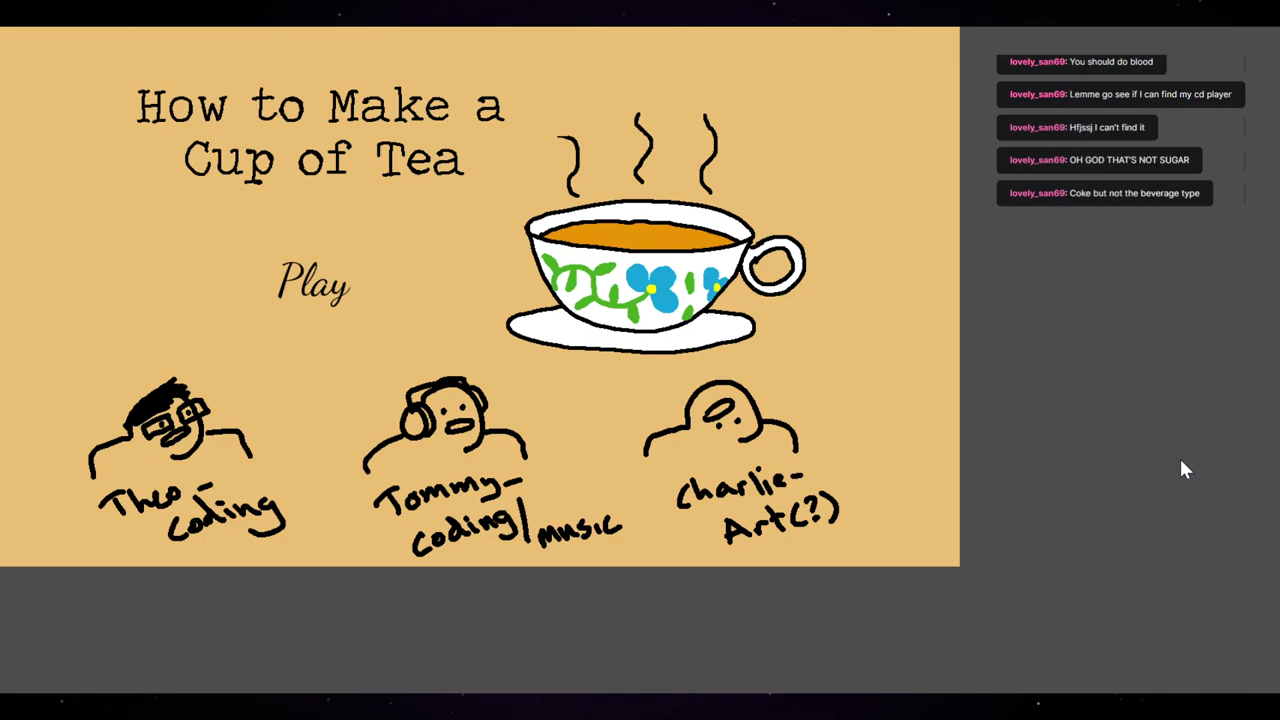 How to Make a
Cup of Tea
Play
Theo-
coding
Tommy-
coding/music
Charlie-
Art(?)
lovely_san69: You should do blood
lovely_san69: Lemme go see if I can find my cd player
lovely_san69: Hfjssj I can't find it
lovely_san69: OH GOD THAT'S NOT SUGAR
lovely_san69: Coke but not the beverage type